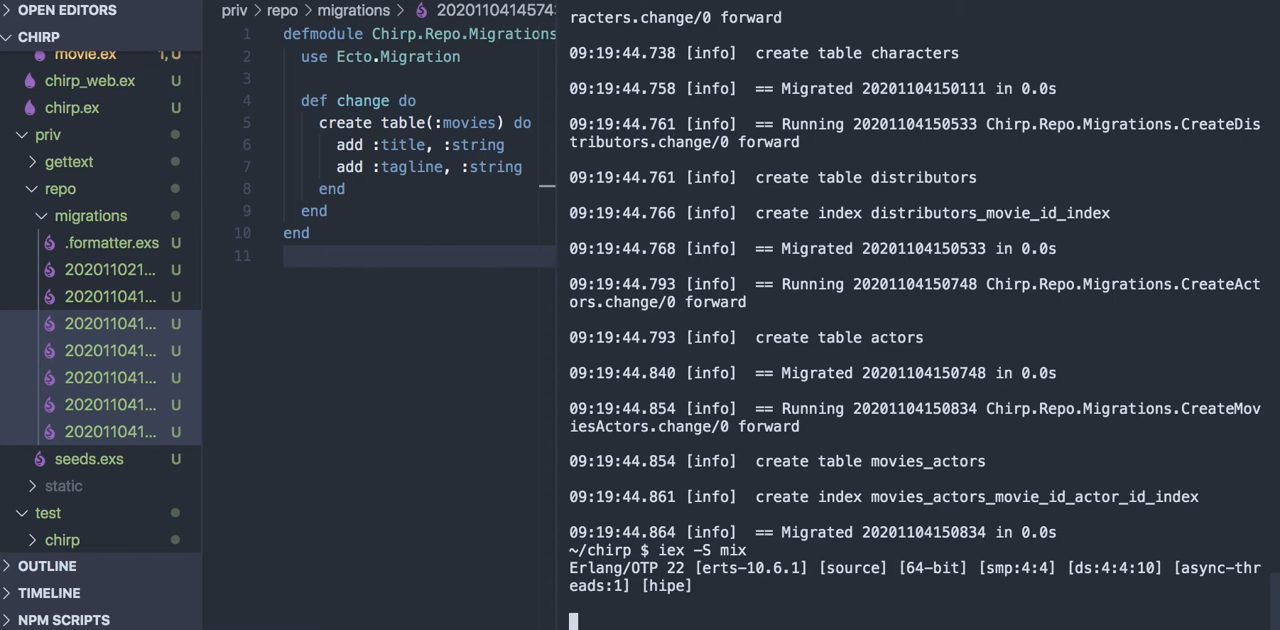 OPEN EDITORS
CHIRP
movie.ex 1, U
chirp_web.ex U
chirp.ex U
priv
gettext
repo
migrations
.formatter.exs U
202011021... U
202011041... U
202011041... U
202011041... U
202011041... U
202011041... U
202011041... U
seeds.exs U
static
test
chirp
OUTLINE
TIMELINE
NPM SCRIPTS
priv > repo > migrations > 2020110414574
1 defmodule Chirp.Repo.Migrations
2 use Ecto.Migration
3
4 def change do
5 create table(:movies) do
6 add :title, :string
7 add :tagline, :string
8 end
9 end
10 end
11
racters.change/0 forward
09:19:44.738 [info] create table characters
09:19:44.758 [info] == Migrated 20201104150111 in 0.0s
09:19:44.761 [info] == Running 20201104150533 Chirp.Repo.Migrations.CreateDis
tributors.change/0 forward
09:19:44.761 [info] create table distributors
09:19:44.766 [info] create index distributors_movie_id_index
09:19:44.768 [info] == Migrated 20201104150533 in 0.0s
09:19:44.793 [info] == Running 20201104150748 Chirp.Repo.Migrations.CreateAct
ors.change/0 forward
09:19:44.793 [info] create table actors
09:19:44.840 [info] == Migrated 20201104150748 in 0.0s
09:19:44.854 [info] == Running 20201104150834 Chirp.Repo.Migrations.CreateMov
iesActors.change/0 forward
09:19:44.854 [info] create table movies_actors
09:19:44.861 [info] create index movies_actors_movie_id_actor_id_index
09:19:44.864 [info] == Migrated 20201104150834 in 0.0s
~/chirp $ iex -S mix
Erlang/OTP 22 [erts-10.6.1] [source] [64-bit] [smp:4:4] [ds:4:4:10] [async-thr
eads:1] [hipe]